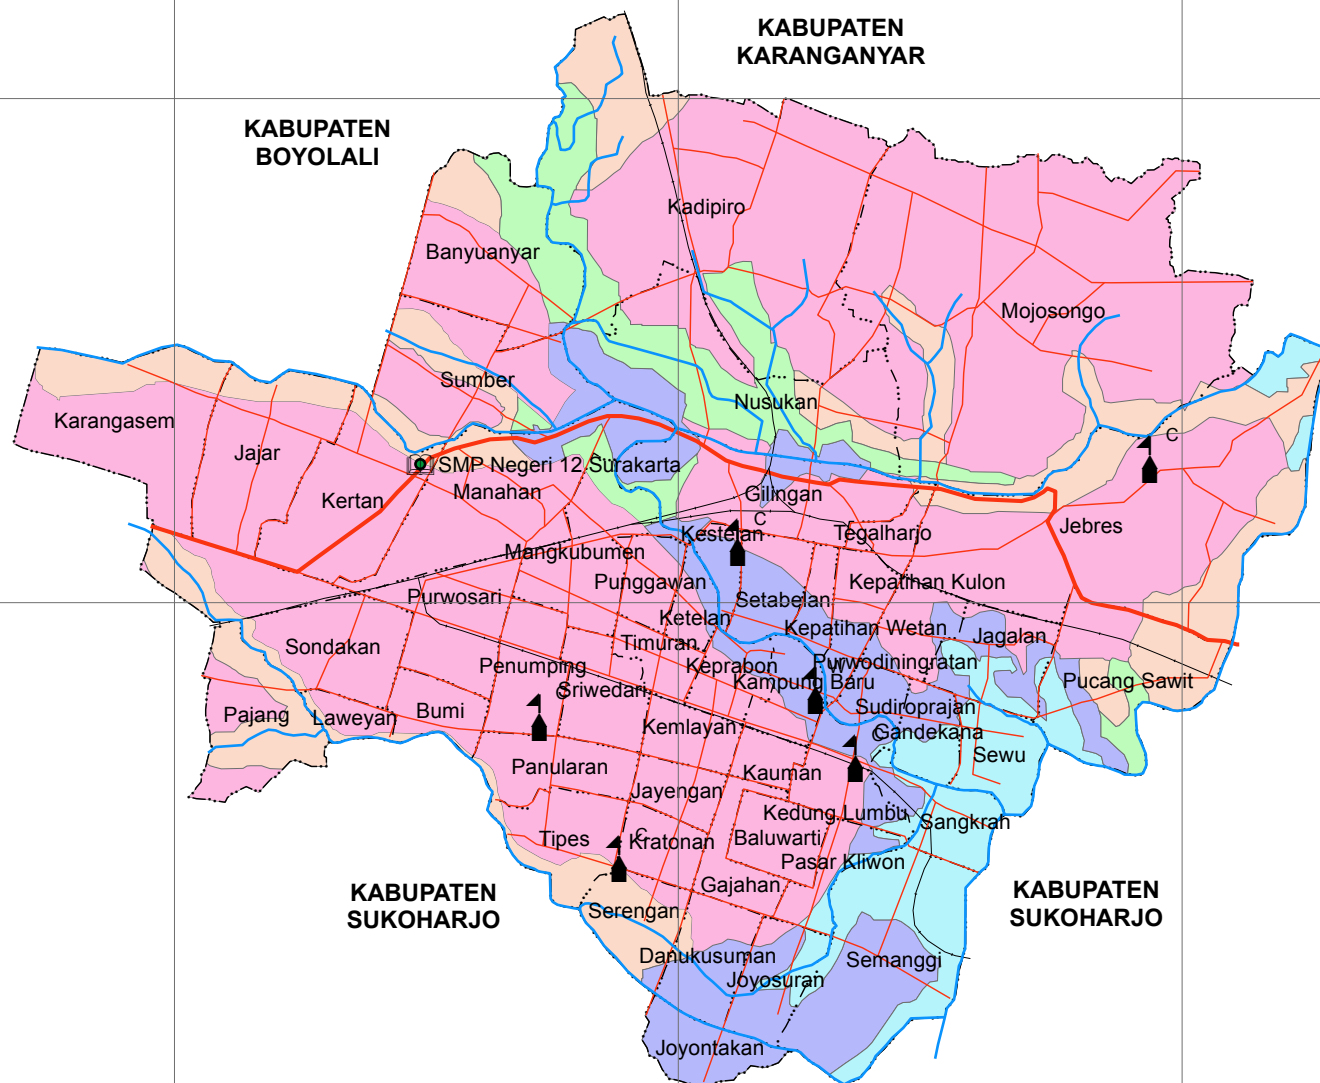 KABUPATEN
KARANGANYAR
KABUPATEN
BOYOLALI
Kadipiro
Banyuanyar
Mojosongo
Sumber
Nusukan
Karangasem
C
Jajar
SMP Negeri 12 Surakarta
Kertan
Manahan
Gilingan
C
Jebres
Kestelan
Tegalharjo
Mangkubumen
Punggawan
Kepatihan Kulon
Purwosari
Setabelan
Ketelan
Kepatihan Wetan
Jagalan
Sondakan
Timuran
Penumping
Keprabon
Purwodiningratan
Kampung Baru
Pucang Sawit
C
Sriwedari
Sudiroprajan
Pajang
Laweyan
Bumi
Kemlayan
C
Gandekana
Sewu
Panularan
Kauman
Jayengan
Kedung Lumbu
Sangkrah
C
Tipes
Kratonan
Baluwarti
Pasar Kliwon
Gajahan
KABUPATEN
SUKOHARJO
KABUPATEN
SUKOHARJO
Serengan
Danukusuman
Semanggi
Joyosuran
Joyontakan